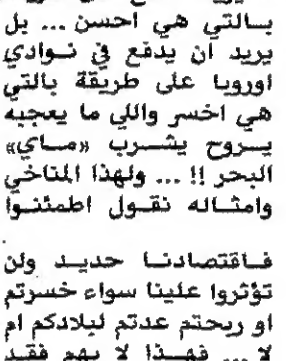 بالتي هي احسن ... بل
يريد ان يدفع في نوادي
اوروبا على طريقة بالتي
هي اخسر واللي ما يعجبه
يروح يشرب «ماي»
البحر !! ... ولهذا المناخي
وامثاله نقول اطمئنوا
فاقتصادنا حديد ولن
تؤثروا علينا سواء خسرتم
او ربحتم عدتم لبلادكم ام
لا ... فهذا لا يهم فقد